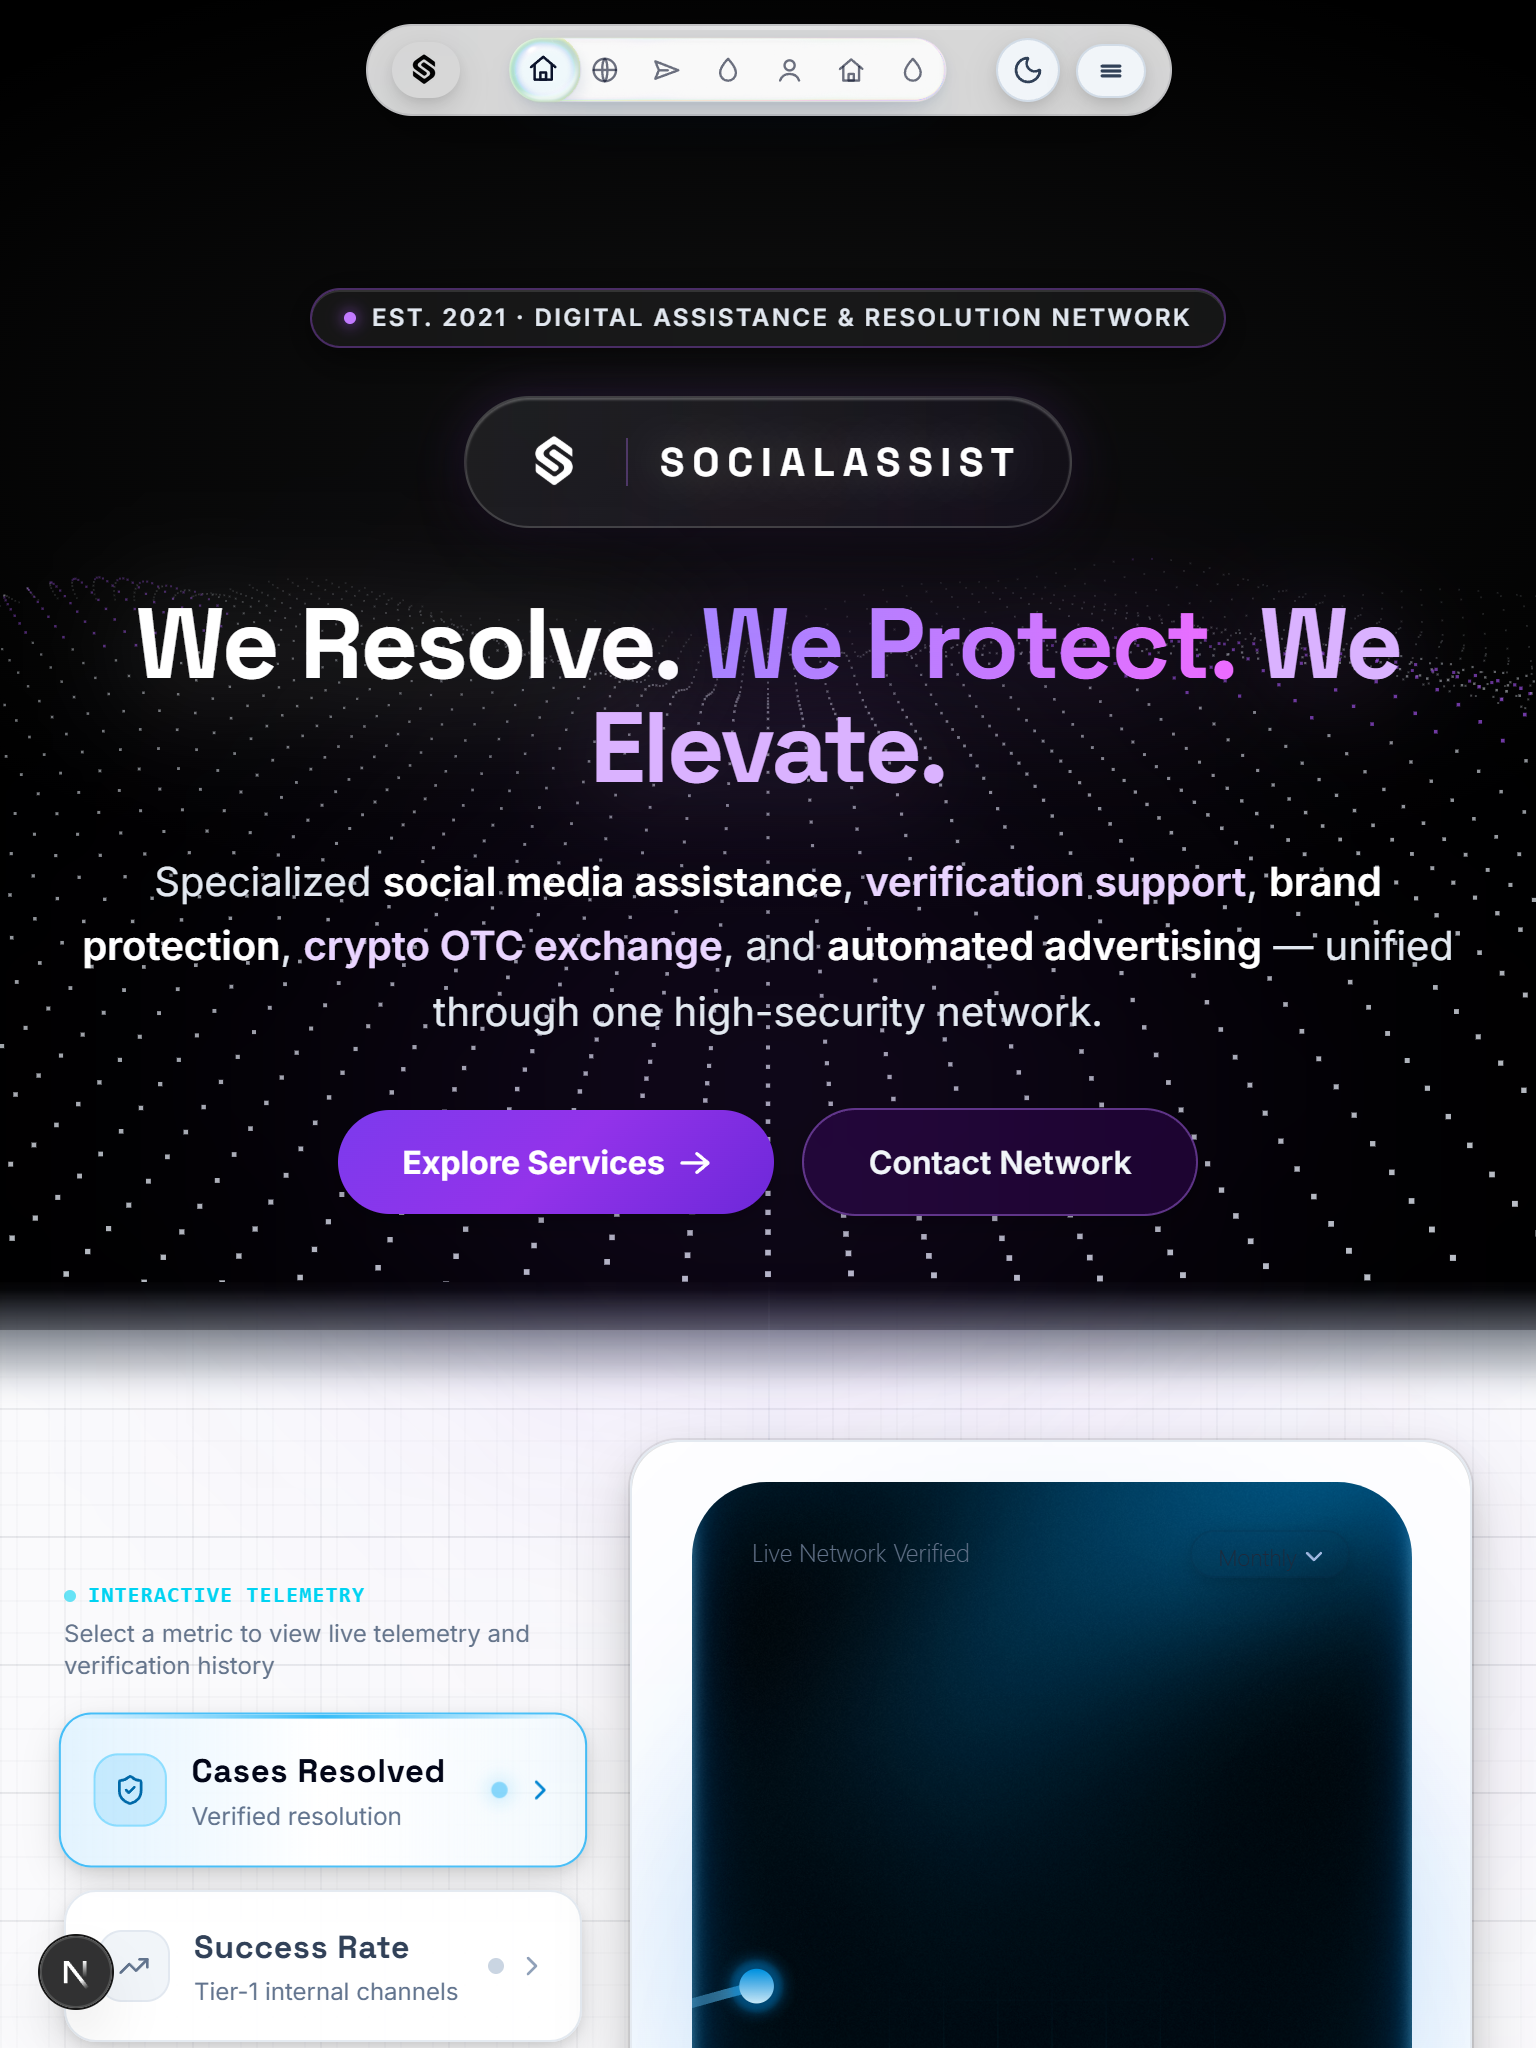 EST. 2021 · DIGITAL ASSISTANCE & RESOLUTION NETWORK
SOCIALASSIST
We Resolve. We Protect. We
Elevate.
Specialized social media assistance, verification support, brand
protection, crypto OTC exchange, and automated advertising — unified
through one high-security network.
Explore Services →
Contact Network
INTERACTIVE TELEMETRY
Select a metric to view live telemetry and
verification history
Cases Resolved
Verified resolution
Success Rate
Tier-1 internal channels
Live Network Verified
Monthly
N